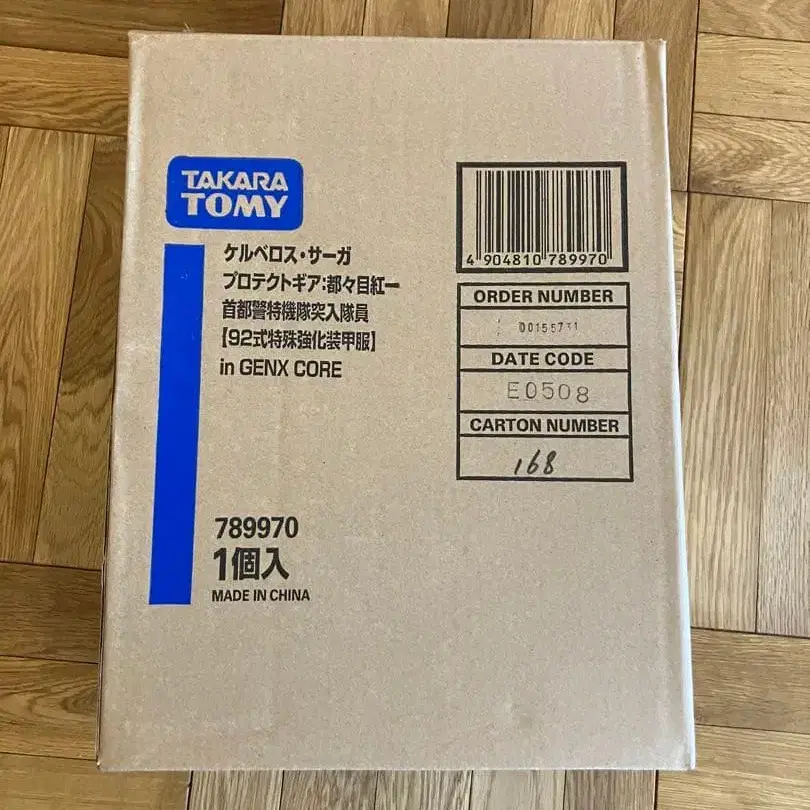 TAKARA
TOMY
ケルベロス・サーガ
プロテクトギア:都々目紅一
首都警特機隊突入隊員
【92式特殊強化装甲服】
in GENX CORE
789970
1個入
MADE IN CHINA
4 904810 789970
ORDER NUMBER
00155731
DATE CODE
E0508
CARTON NUMBER
168